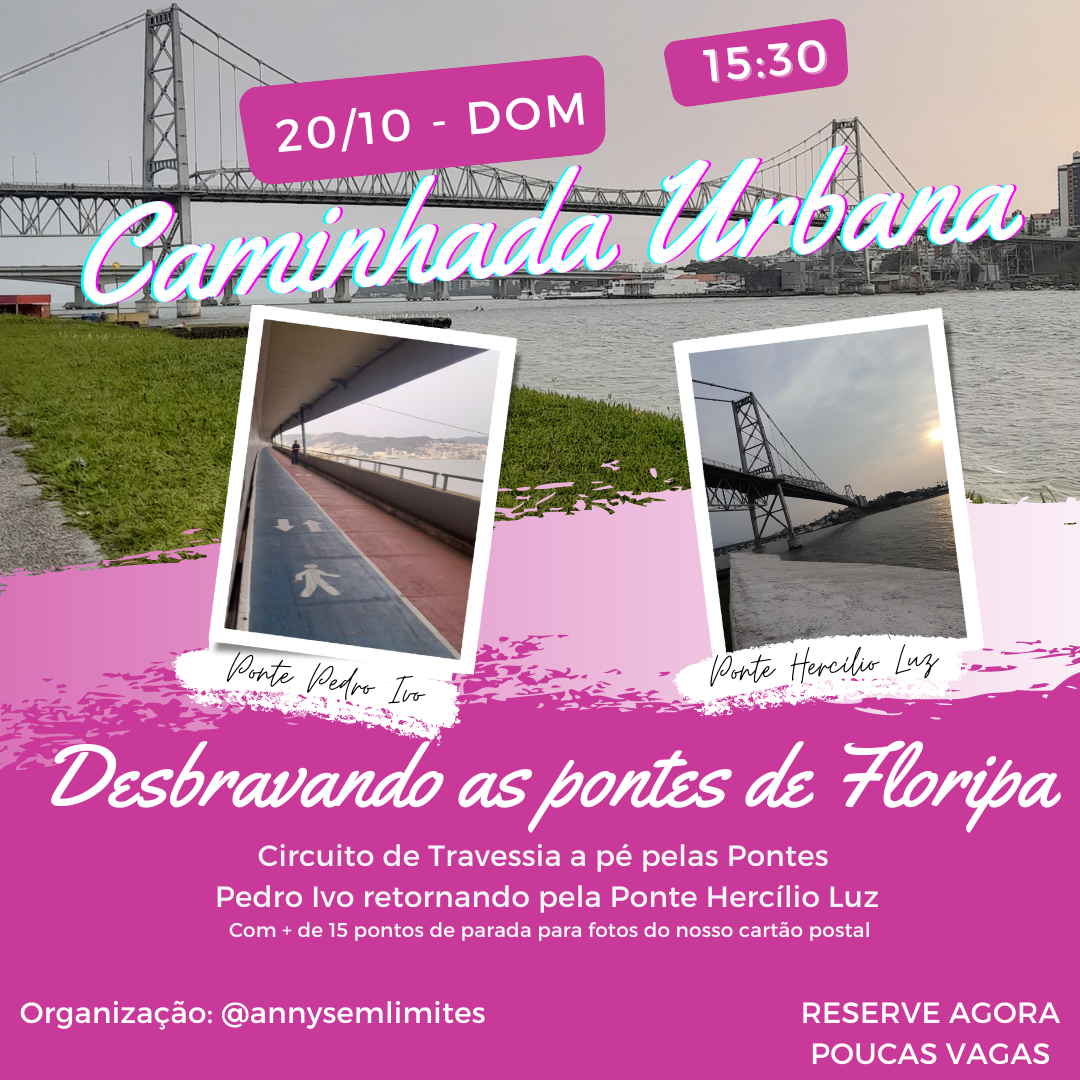 20/10 - DOM
15:30
Caminhada Urbana
Ponte Pedro Ivo
Ponte Hercílio Luz
Desbravando as pontes de Floripa
Circuito de Travessia a pé pelas Pontes
Pedro Ivo retornando pela Ponte Hercílio Luz
Com + de 15 pontos de parada para fotos do nosso cartão postal
Organização: @annysemlimites
RESERVE AGORA
POUCAS VAGAS